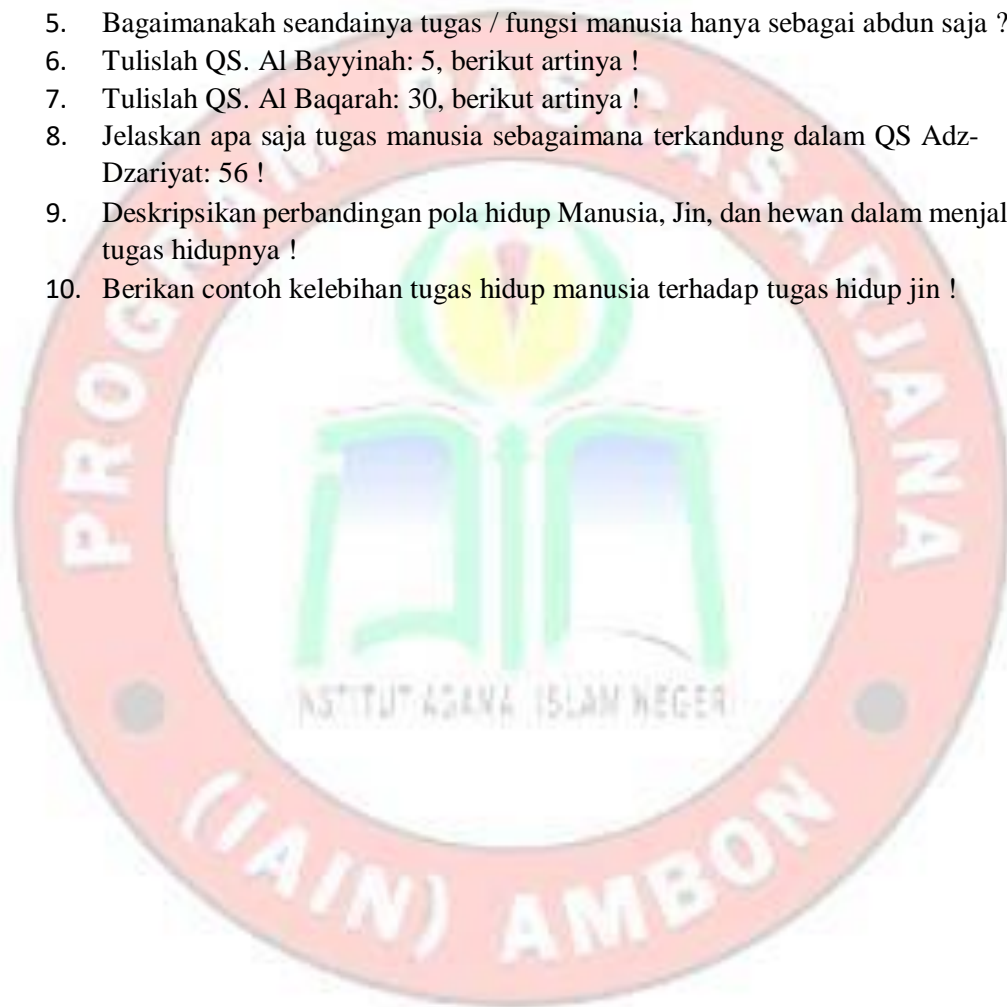 5. Bagaimanakah seandainya tugas / fungsi manusia hanya sebagai abdun saja ?
6. Tulislah QS. Al Bayyinah: 5, berikut artinya !
7. Tulislah QS. Al Baqarah: 30, berikut artinya !
8. Jelaskan apa saja tugas manusia sebagaimana terkandung dalam QS Adz-
Dzariyat: 56 !
9. Deskripsikan perbandingan pola hidup Manusia, Jin, dan hewan dalam menjal
tugas hidupnya !
10. Berikan contoh kelebihan tugas hidup manusia terhadap tugas hidup jin !
PROGRAM PASCASARJANA
INSTITUT AGAMA ISLAM NEGERI
(IAIN) AMBON